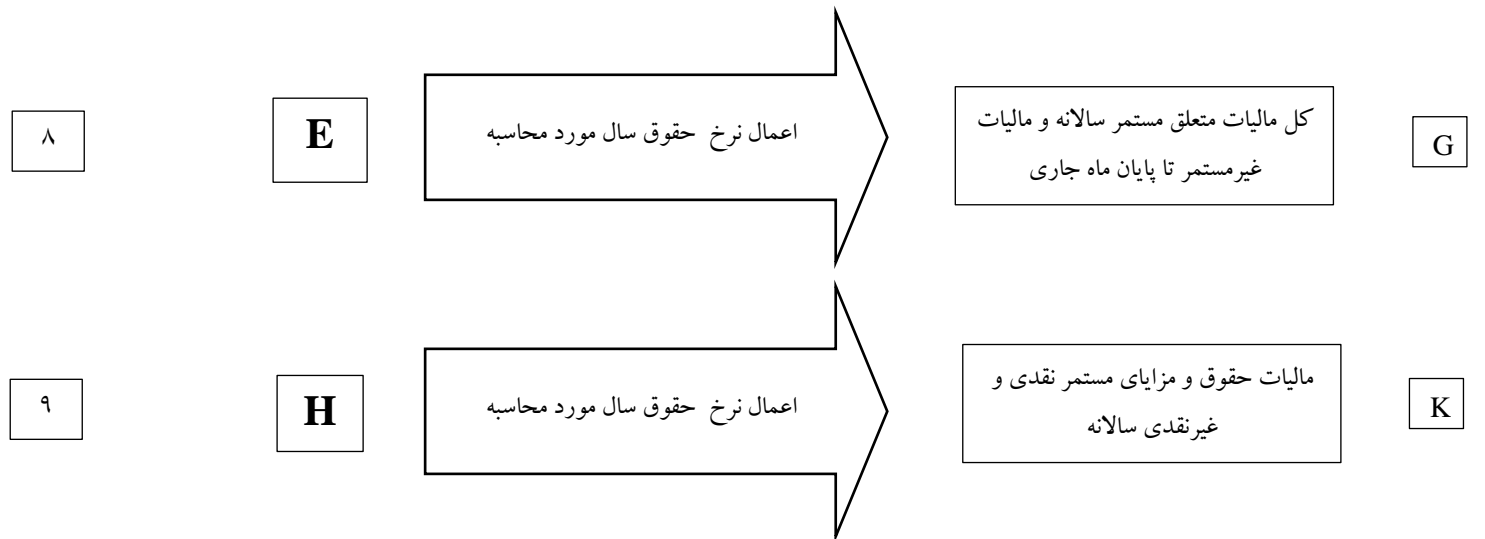 ۸
E
اعمال نرخ حقوق سال مورد محاسبه
کل مالیات متعلق مستمر سالانه و مالیات
غیرمستمر تا پایان ماه جاری
G
۹
H
اعمال نرخ حقوق سال مورد محاسبه
مالیات حقوق و مزایای مستمر نقدی و
غیرنقدی سالانه
K